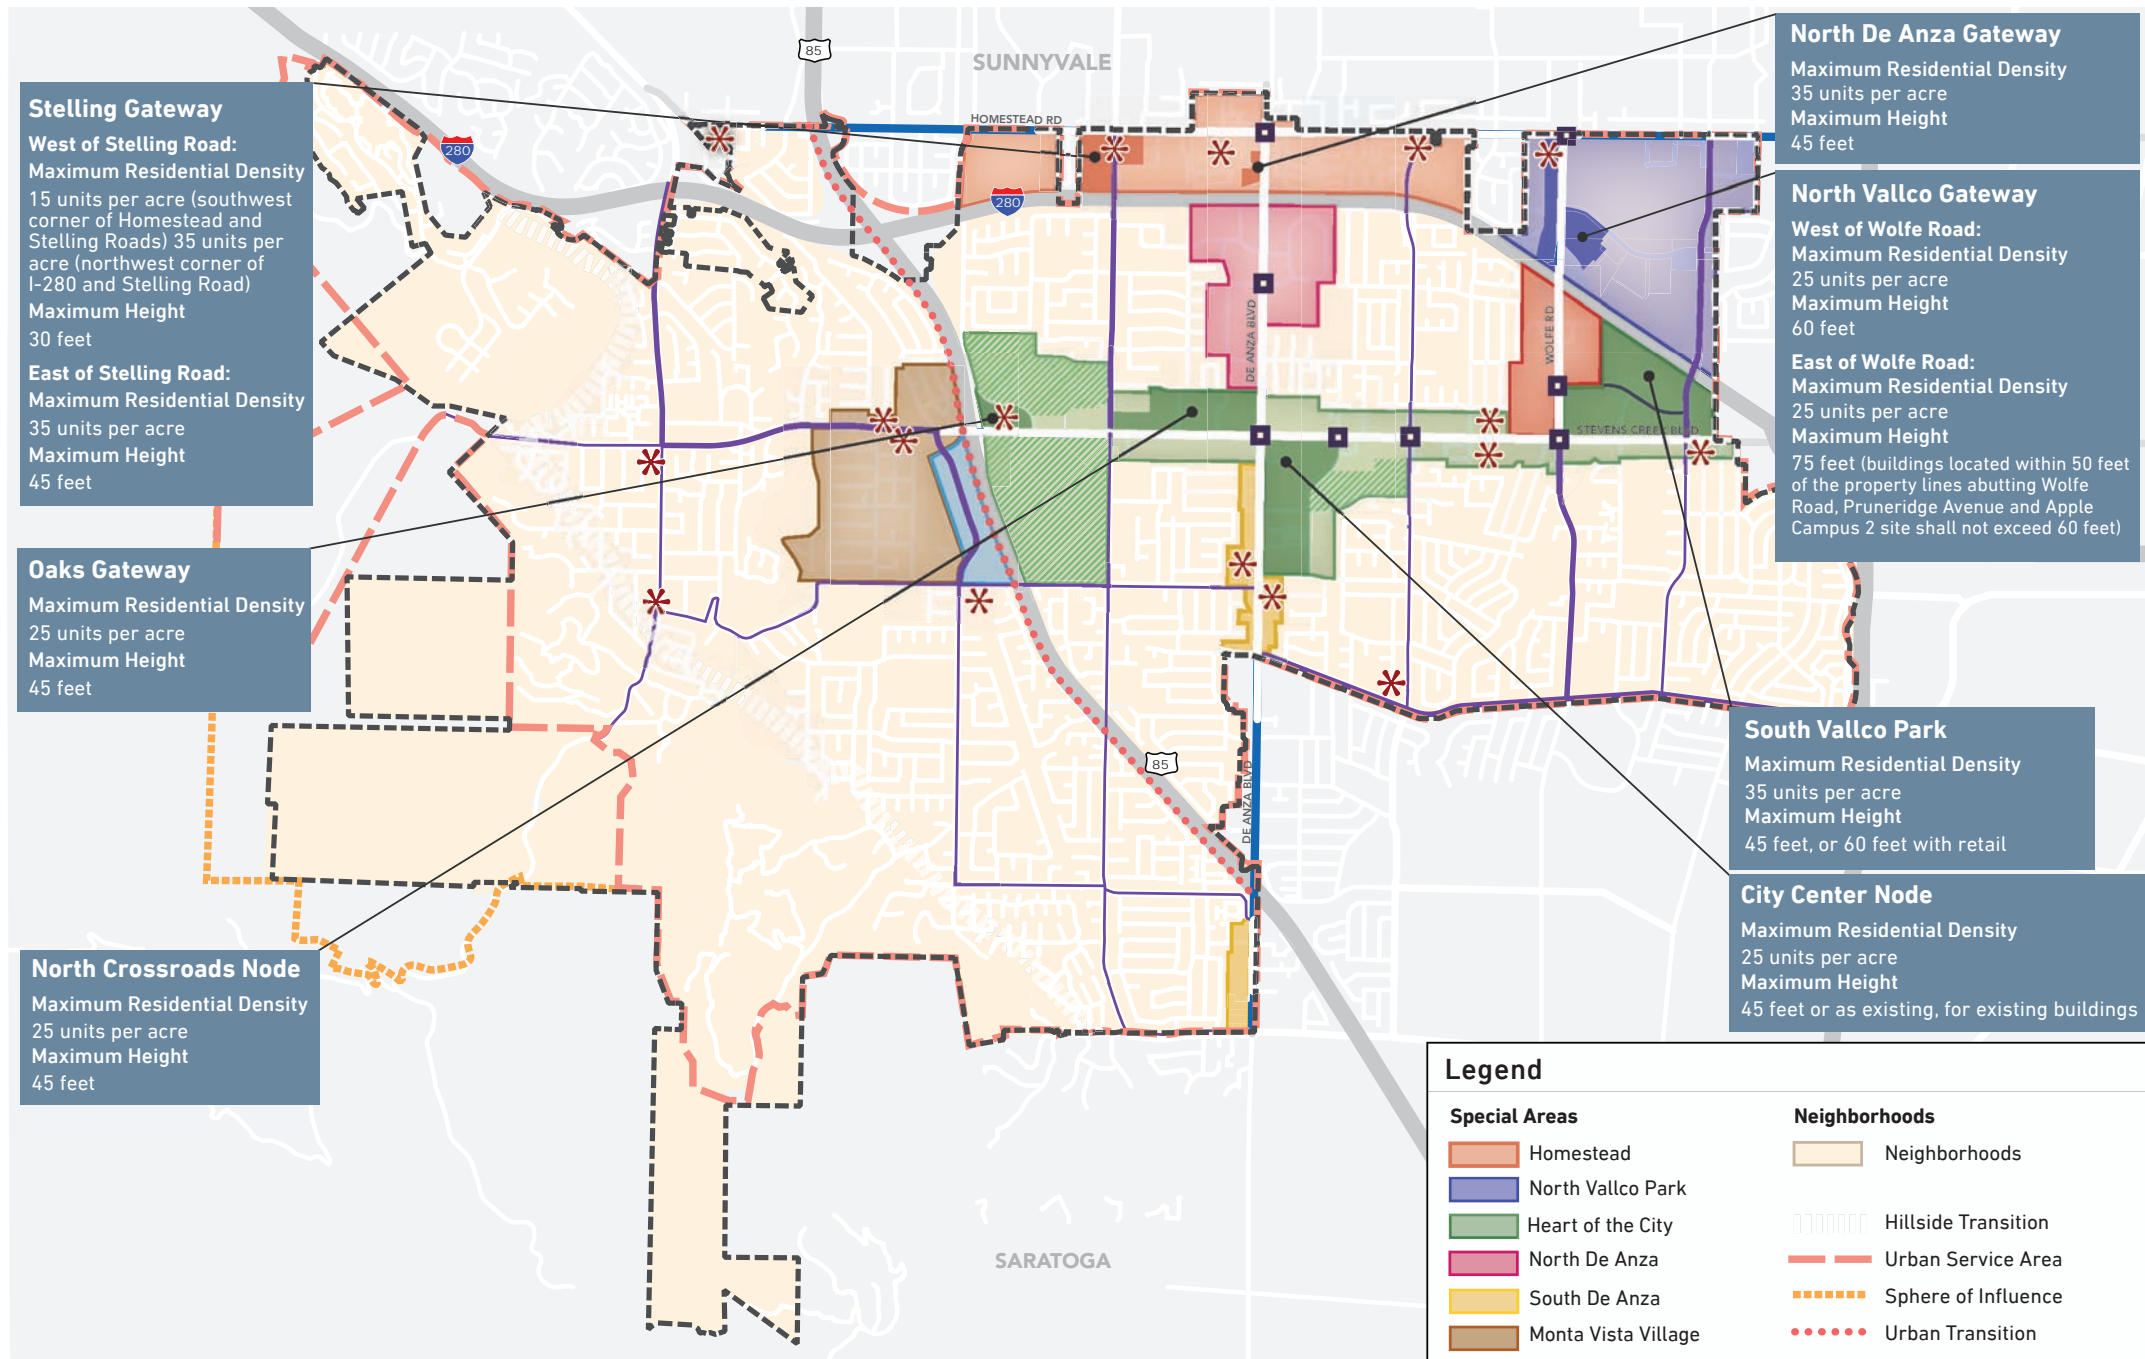 Stelling Gateway
West of Stelling Road:
Maximum Residential Density
15 units per acre (southwest
corner of Homestead and
Stelling Roads) 35 units per
acre (northwest corner of
I-280 and Stelling Road)
Maximum Height
30 feet
East of Stelling Road:
Maximum Residential Density
35 units per acre
Maximum Height
45 feet
Oaks Gateway
Maximum Residential Density
25 units per acre
Maximum Height
45 feet
North Crossroads Node
Maximum Residential Density
25 units per acre
Maximum Height
45 feet
85
SUNNYVALE
HOMESTEAD RD
280
280
DE ANZA BLVD
WOLFE RD
STEVENS CREEK BLVD
85
DE ANZA BLVD
SARATOGA
North De Anza Gateway
Maximum Residential Density
35 units per acre
Maximum Height
45 feet
North Vallco Gateway
West of Wolfe Road:
Maximum Residential Density
25 units per acre
Maximum Height
60 feet
East of Wolfe Road:
Maximum Residential Density
25 units per acre
Maximum Height
75 feet (buildings located within 50 feet
of the property lines abutting Wolfe
Road, Pruneridge Avenue and Apple
Campus 2 site shall not exceed 60 feet)
South Vallco Park
Maximum Residential Density
35 units per acre
Maximum Height
45 feet, or 60 feet with retail
City Center Node
Maximum Residential Density
25 units per acre
Maximum Height
45 feet or as existing, for existing buildings
Legend
Special Areas
Homestead
North Vallco Park
Heart of the City
North De Anza
South De Anza
Monta Vista Village
Neighborhoods
Neighborhoods
Hillside Transition
Urban Service Area
Sphere of Influence
Urban Transition